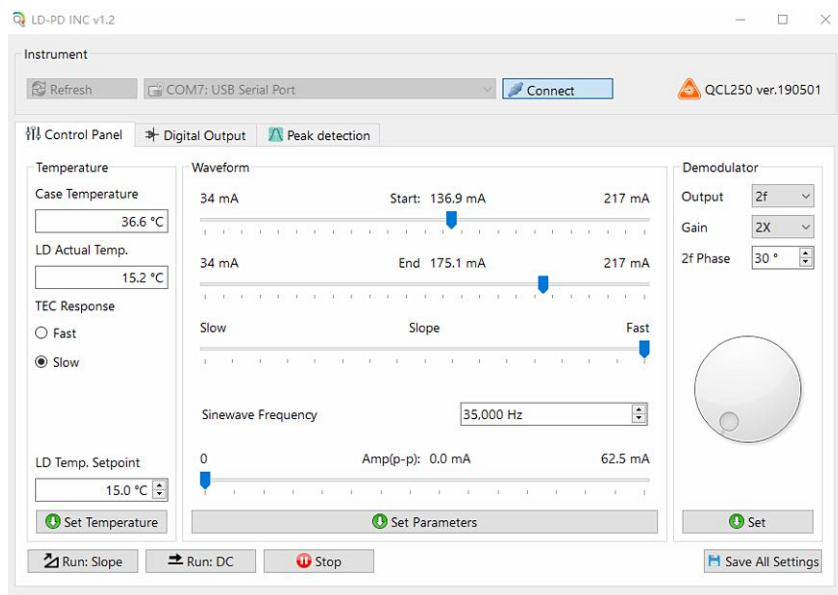 LD-PD INC v1.2
Instrument
Refresh COM7: USB Serial Port Connect QCL250 ver.190501
Control Panel Digital Output Peak detection
Temperature
Case Temperature
36.6 °C
LD Actual Temp.
15.2 °C
TEC Response
Fast
Slow
LD Temp. Setpoint
15.0 °C
Set Temperature
Waveform
34 mA Start: 136.9 mA 217 mA
34 mA End 175.1 mA 217 mA
Slow Slope Fast
Sinewave Frequency 35,000 Hz
0 Amp(p-p): 0.0 mA 62.5 mA
Set Parameters
Demodulator
Output 2f
Gain 2X
2f Phase 30 °
Set
Run: Slope Run: DC Stop Save All Settings